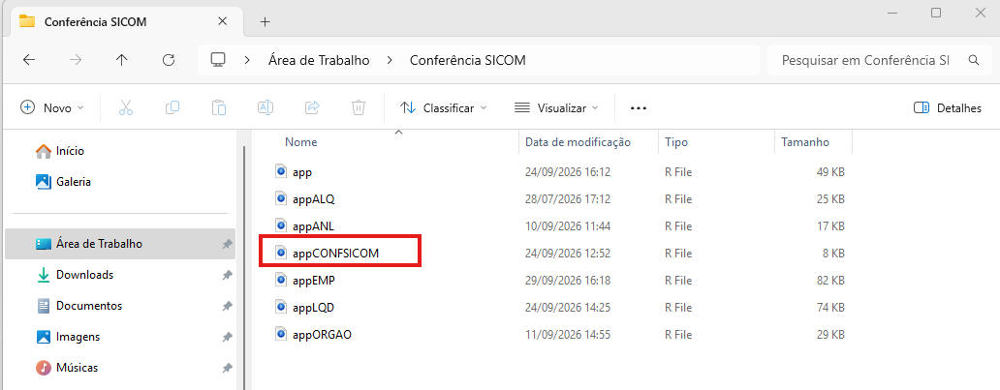 Conferência SICOM
Área de Trabalho
Conferência SICOM
Pesquisar em Conferência SI
Novo
Classificar
Visualizar
Detalhes
Início
Galeria
Área de Trabalho
Downloads
Documentos
Imagens
Músicas
Nome Data de modificação Tipo Tamanho
app 24/09/2026 16:12 R File 49 KB
appALQ 28/07/2026 17:12 R File 25 KB
appANL 10/09/2026 11:44 R File 17 KB
appCONFSICOM 24/09/2026 12:52 R File 8 KB
appEMP 29/09/2026 16:18 R File 82 KB
appLQD 24/09/2026 14:25 R File 74 KB
appORGAO 11/09/2026 14:55 R File 29 KB